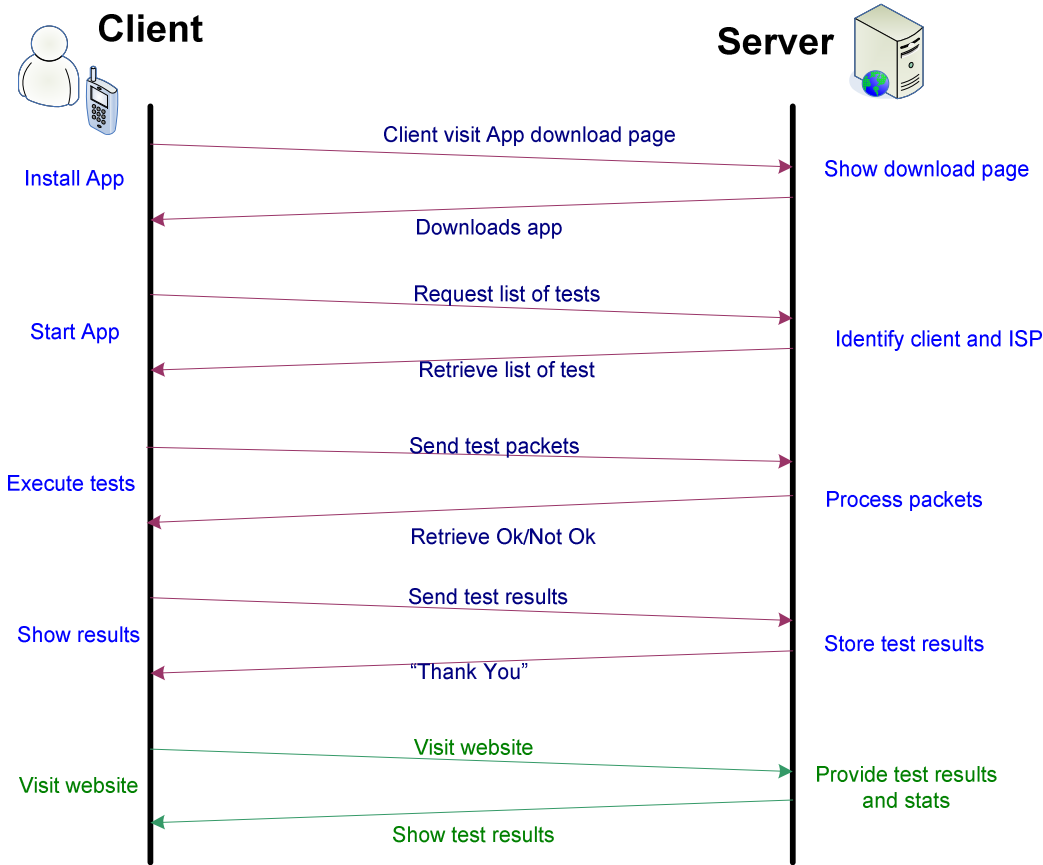 Client
Server
Client visit App download page
Install App
Show download page
Downloads app
Request list of tests
Start App
Identify client and ISP
Retrieve list of test
Send test packets
Execute tests
Process packets
Retrieve Ok/Not Ok
Send test results
Show results
Store test results
“Thank You”
Visit website
Visit website
Provide test results
and stats
Show test results